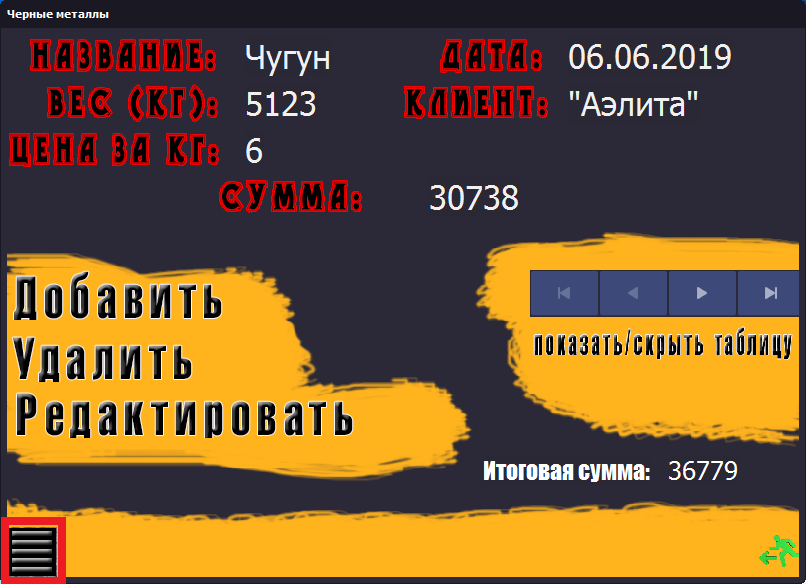 Черные металлы
НАЗВАНИЕ: Чугун ДАТА: 06.06.2019
ВЕС (КГ): 5123 КЛИЕНТ: "Аэлита"
ЦЕНА ЗА КГ: 6
СУММА: 30738
Добавить
Удалить
Редактировать
показать/скрыть таблицу
Итоговая сумма: 36779